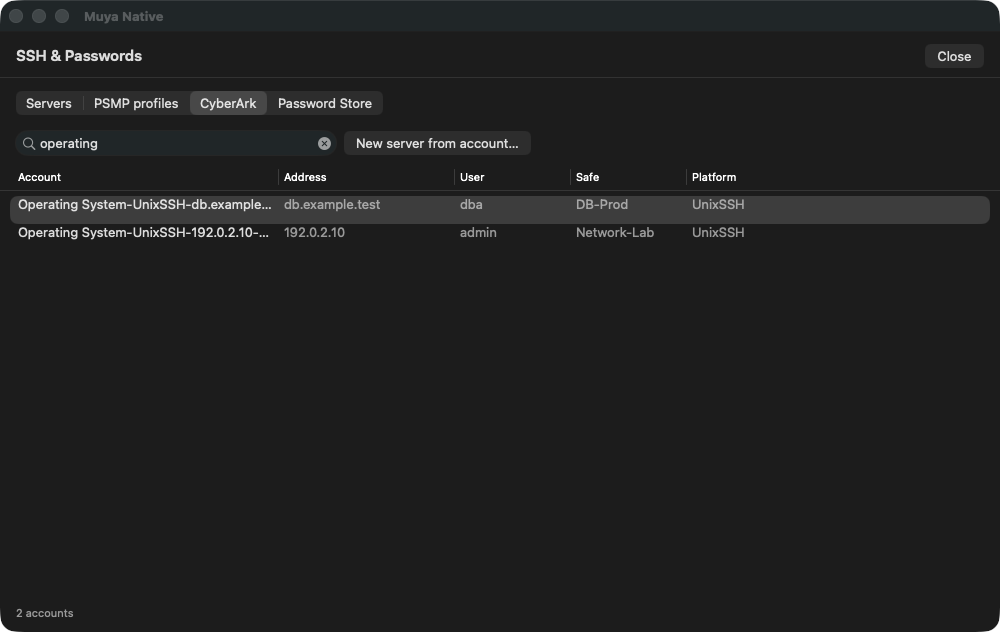 Muya Native
SSH & Passwords
Close
Servers PSMP profiles CyberArk Password Store
operating New server from account...
Account Address User Safe Platform
Operating System-UnixSSH-db.example... db.example.test dba DB-Prod UnixSSH
Operating System-UnixSSH-192.0.2.10-... 192.0.2.10 admin Network-Lab UnixSSH
2 accounts